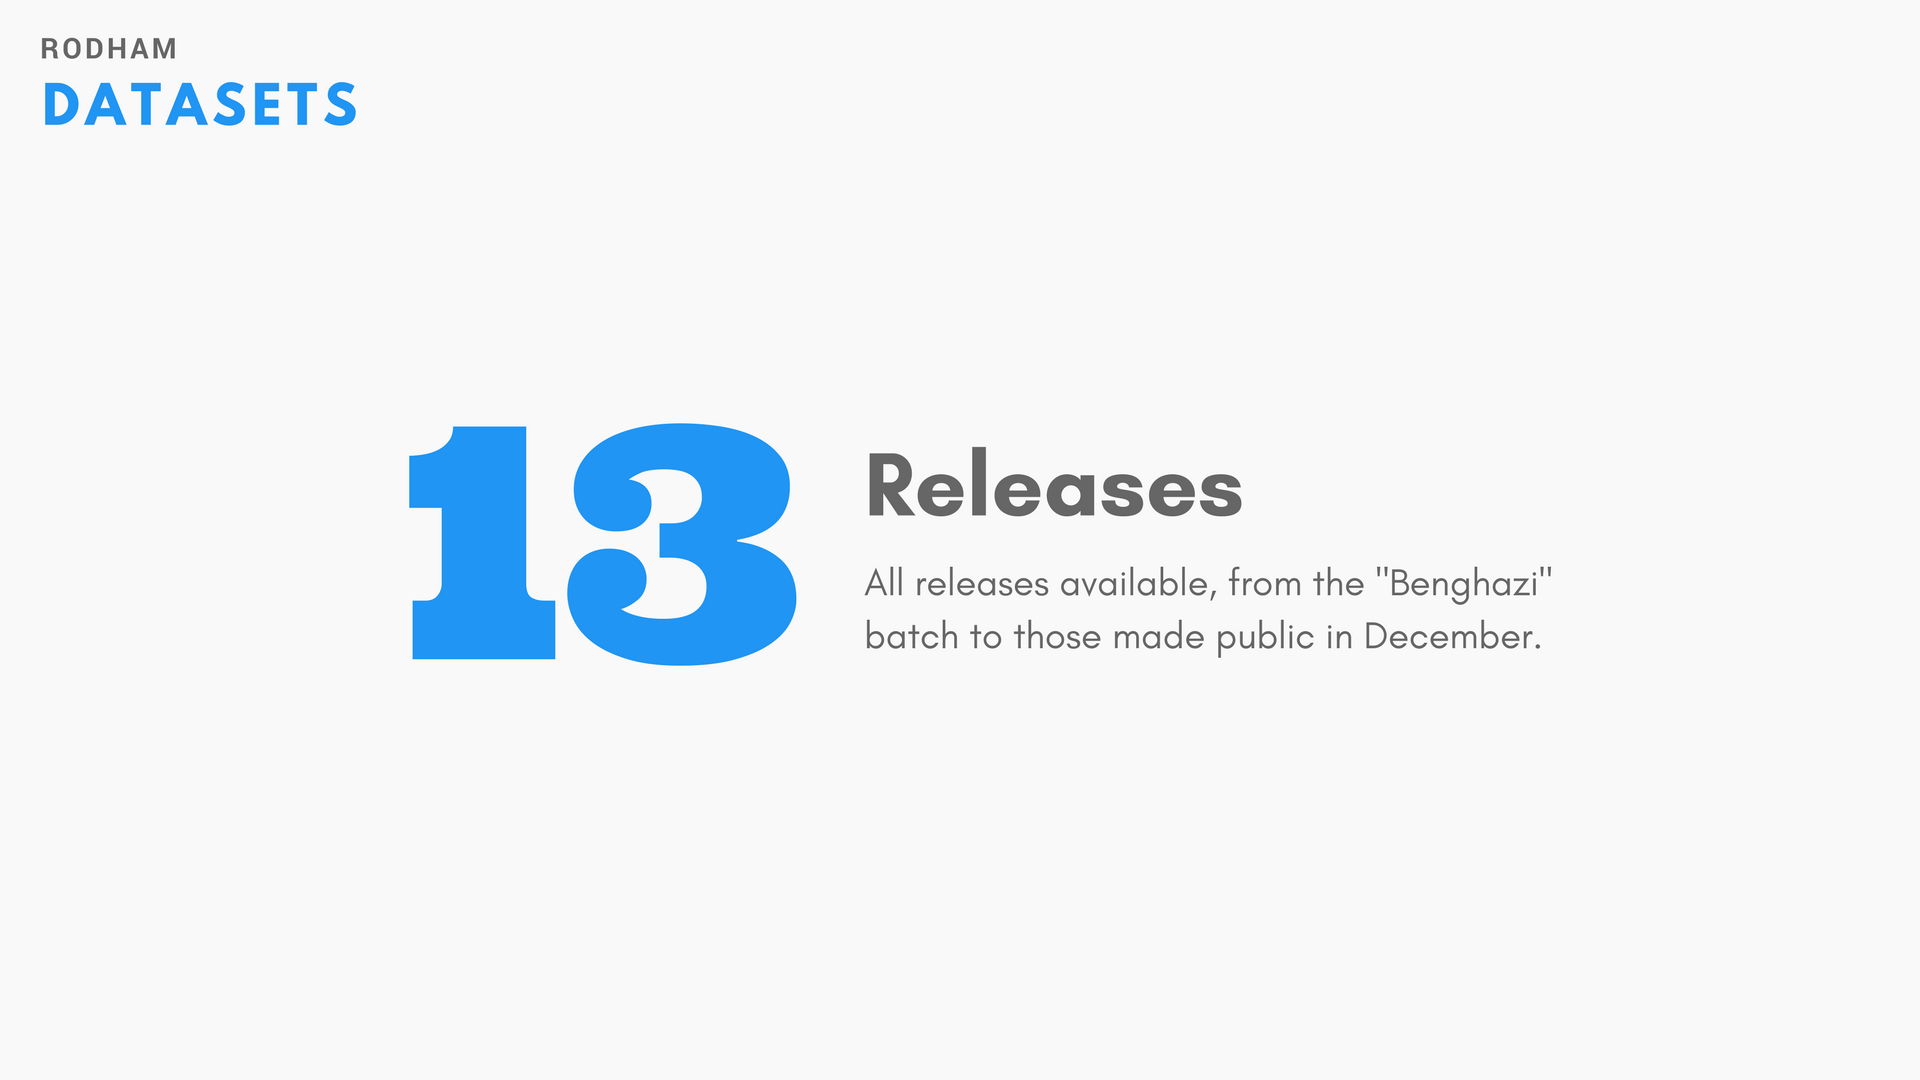 RODHAM
DATASETS
13
Releases
All releases available, from the "Benghazi"
batch to those made public in December.